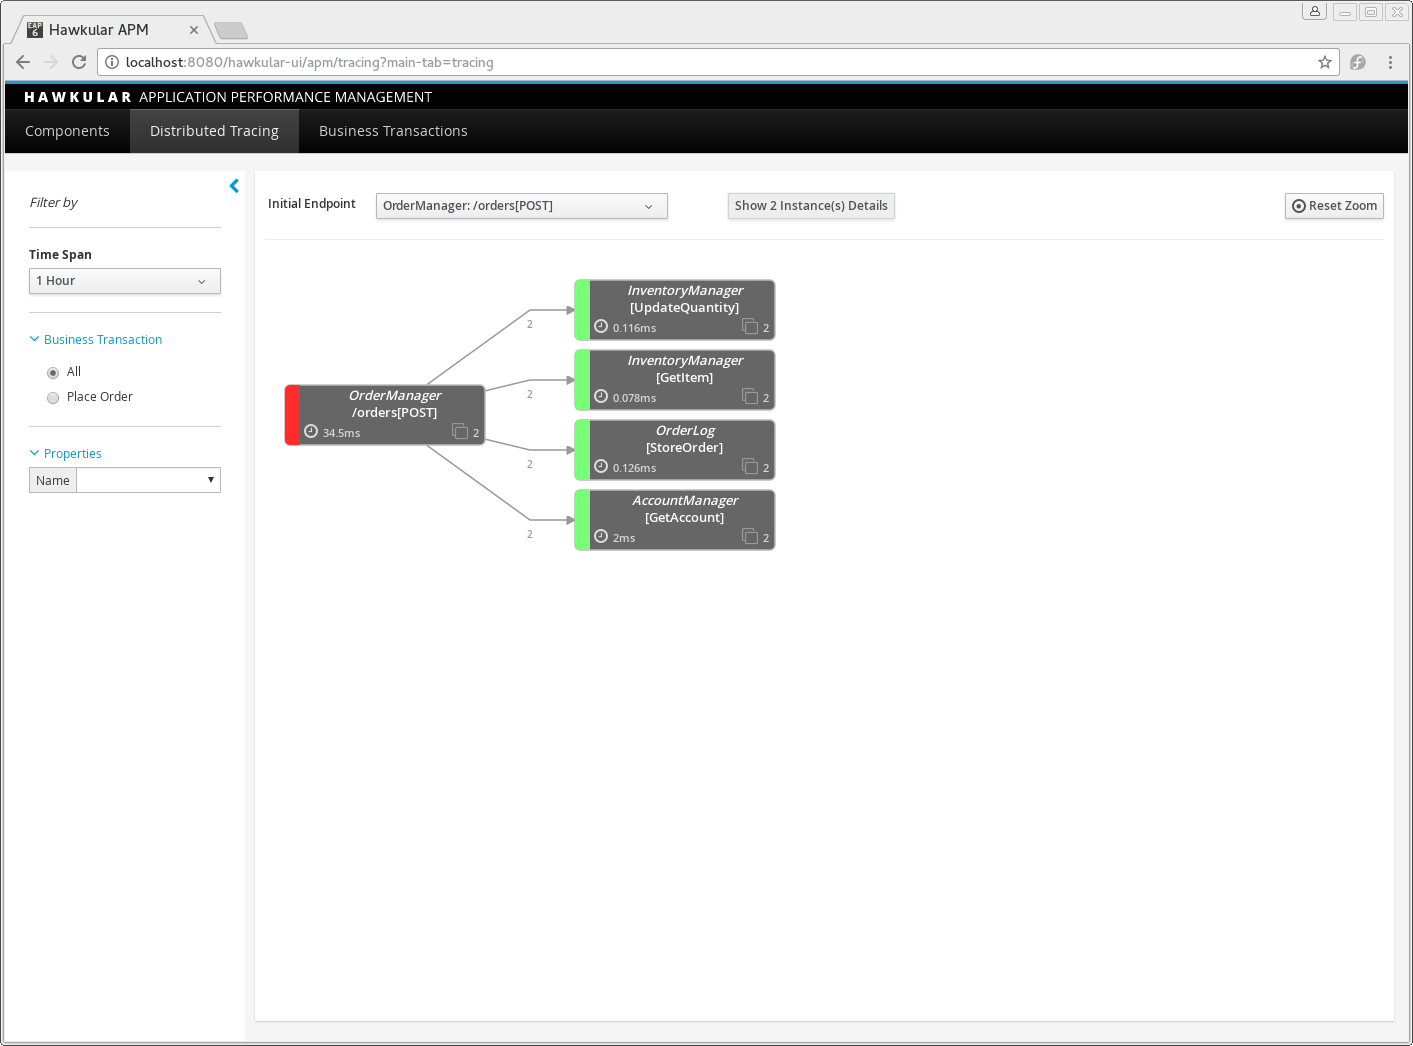 EAP 6
Hawkular APM
localhost:8080/hawkular-ui/apm/tracing?main-tab=tracing
HAWKULAR APPLICATION PERFORMANCE MANAGEMENT
Components Distributed Tracing Business Transactions
Filter by
Time Span
1 Hour
Business Transaction
All
Place Order
Properties
Name
Initial Endpoint OrderManager: /orders[POST] Show 2 Instance(s) Details Reset Zoom
OrderManager
/orders[POST]
34.5ms 2
2
2
2
2
InventoryManager
[UpdateQuantity]
0.116ms 2
InventoryManager
[GetItem]
0.078ms 2
OrderLog
[StoreOrder]
0.126ms 2
AccountManager
[GetAccount]
2ms 2